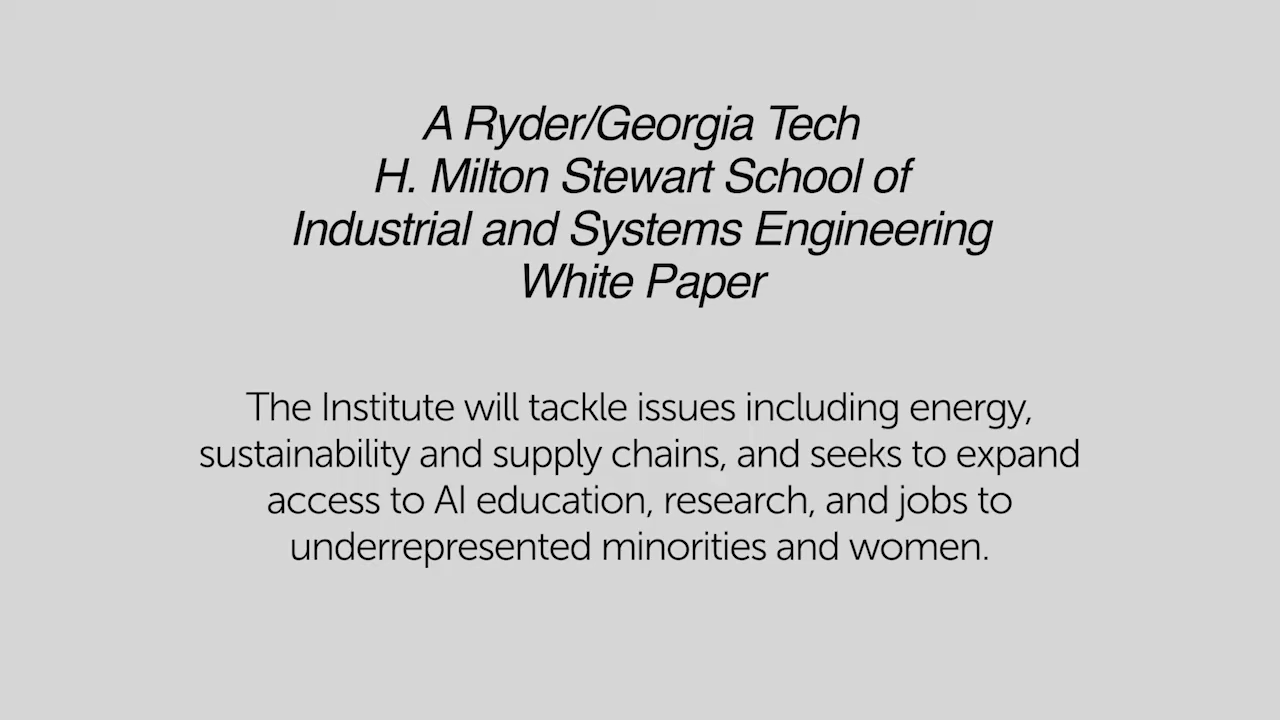 A Ryder/Georgia Tech
H. Milton Stewart School of
Industrial and Systems Engineering
White Paper
The Institute will tackle issues including energy,
sustainability and supply chains, and seeks to expand
access to AI education, research, and jobs to
underrepresented minorities and women.